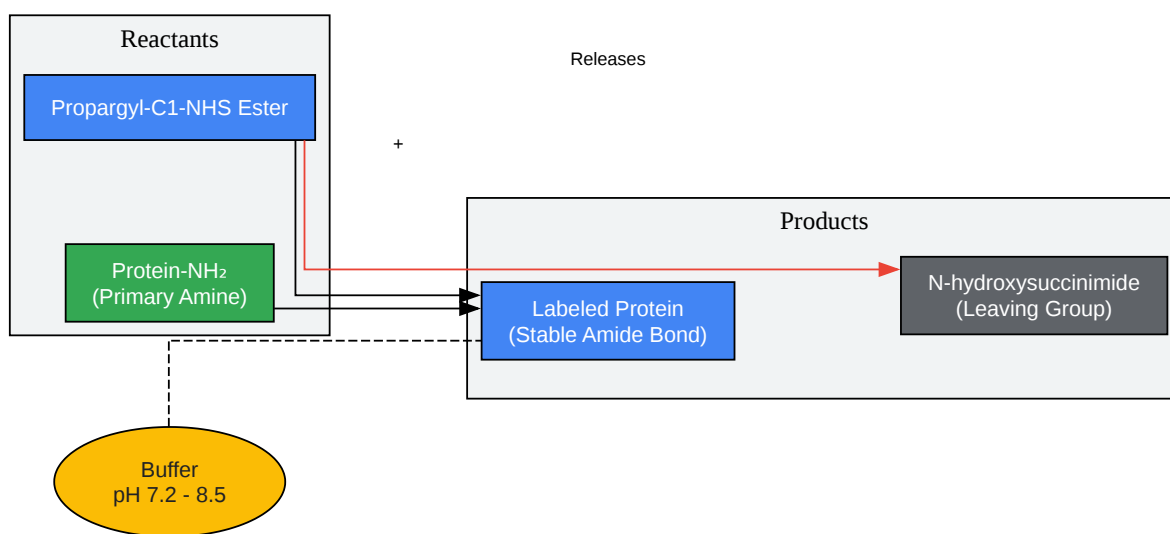 Reactants
Releases
Propargyl-C1-NHS Ester
+
Products
Protein-NH₂
(Primary Amine)
N-hydroxysuccinimide
(Leaving Group)
Labeled Protein
(Stable Amide Bond)
Buffer
pH 7.2 - 8.5